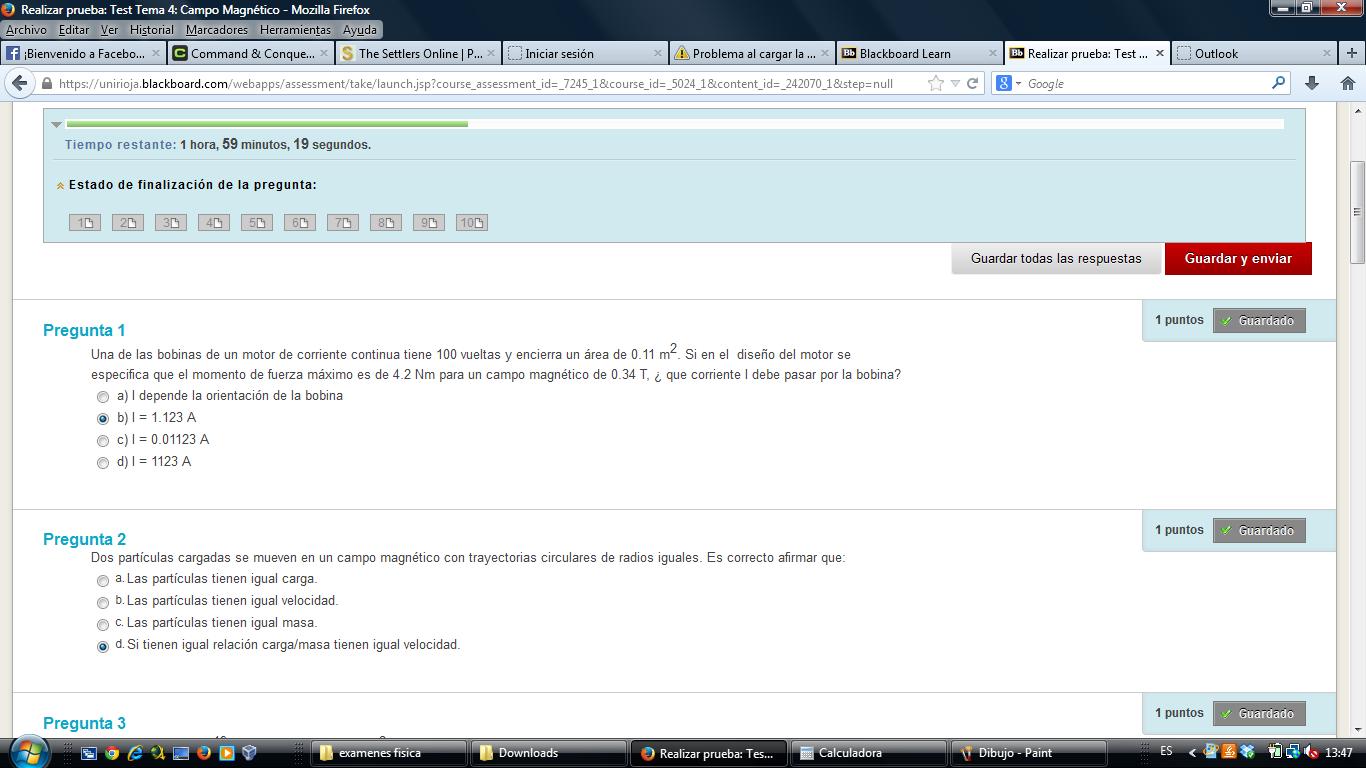 Realizar prueba: Test Tema 4: Campo Magnético - Mozilla Firefox
Archivo Editar Ver Historial Marcadores Herramientas Ayuda
¡Bienvenido a Facebo... Command & Conque... The Settlers Online | P... Iniciar sesión Problema al cargar la ... Blackboard Learn Realizar prueba: Test ... Outlook
https://unirioja.blackboard.com/webapps/assessment/take/launch.jsp?course_assessment_id=_7245_1&course_id=_5024_1&content_id=_242070_1&step=null Google
Tiempo restante: 1 hora, 59 minutos, 19 segundos.
Estado de finalización de la pregunta:
1 2 3 4 5 6 7 8 9 10
Guardar todas las respuestas Guardar y enviar
1 puntos Guardado
Pregunta 1
Una de las bobinas de un motor de corriente continua tiene 100 vueltas y encierra un área de 0.11 m2. Si en el diseño del motor se
especifica que el momento de fuerza máximo es de 4.2 Nm para un campo magnético de 0.34 T, ¿ que corriente I debe pasar por la bobina?
a) I depende la orientación de la bobina
b) I = 1.123 A
c) I = 0.01123 A
d) I = 1123 A
1 puntos Guardado
Pregunta 2
Dos partículas cargadas se mueven en un campo magnético con trayectorias circulares de radios iguales. Es correcto afirmar que:
a. Las partículas tienen igual carga.
b. Las partículas tienen igual velocidad.
c. Las partículas tienen igual masa.
d. Si tienen igual relación carga/masa tienen igual velocidad.
1 puntos Guardado
Pregunta 3
examenes fisica Downloads Realizar prueba: Tes... Calculadora Dibujo - Paint ES 13:47